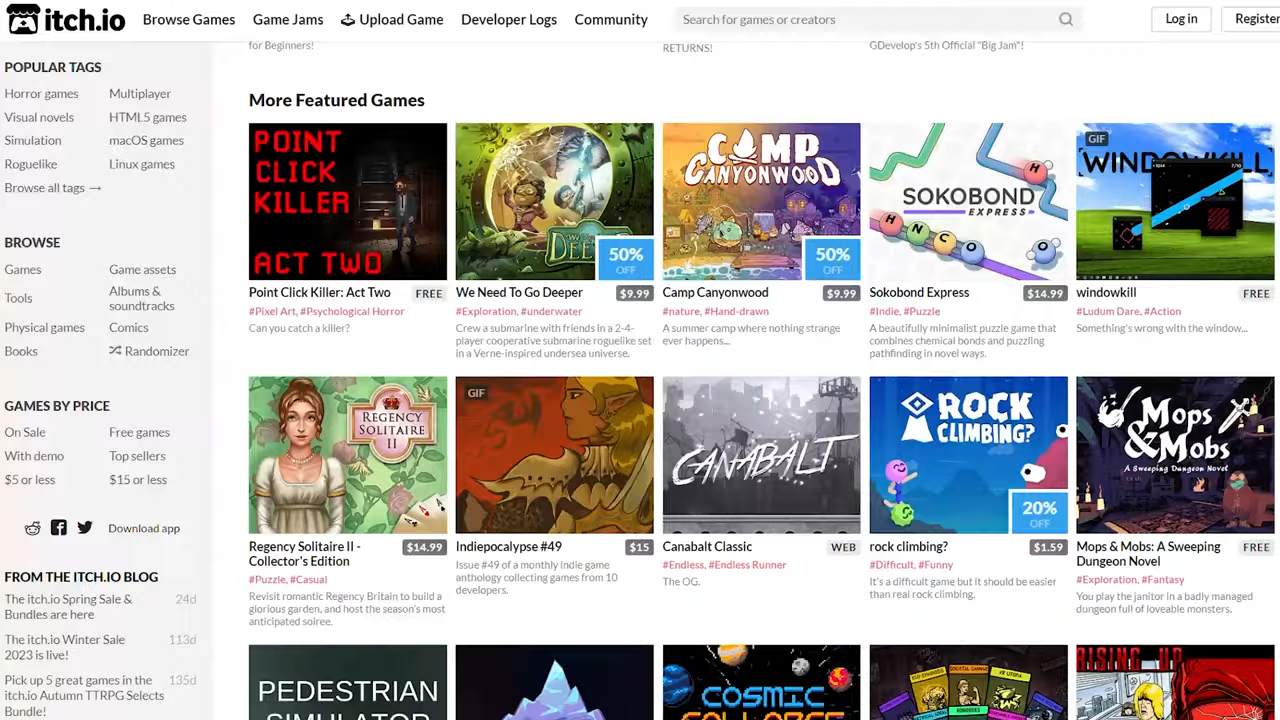 itch.io
Browse Games
Game Jams
Upload Game
Developer Logs
Community
Search for games or creators
Log in
Register
for Beginners!
RETURNS!
GDevelop's 5th Official "Big Jam"!
POPULAR TAGS
Horror games
Multiplayer
Visual novels
HTML5 games
Simulation
macOS games
Roguelike
Linux games
Browse all tags →
BROWSE
Games
Game assets
Tools
Albums &
soundtracks
Physical games
Comics
Books
Randomizer
GAMES BY PRICE
On Sale
Free games
With demo
Top sellers
$5 or less
$15 or less
Download app
FROM THE ITCH.IO BLOG
The itch.io Spring Sale &
Bundles are here
24d
The itch.io Winter Sale
2023 is live!
113d
Pick up 5 great games in the
itch.io Autumn TTRPG Selects
Bundle!
135d
More Featured Games
POINT
CLICK
KILLER
ACT TWO
Point Click Killer: Act Two
FREE
#Pixel Art, #Psychological Horror
Can you catch a killer?
50%
OFF
We Need To Go Deeper
$9.99
#Exploration, #underwater
Crew a submarine with friends in a 2-4-
player cooperative submarine roguelike set
in a Verne-inspired undersea universe.
CAMP
CANYONWOOD
50%
OFF
Camp Canyonwood
$9.99
#nature, #Hand-drawn
A summer camp where nothing strange
ever happens...
H
SOKOBOND
EXPRESS
H
N
C
O
O
Sokobond Express
$14.99
#Indie, #Puzzle
A beautifully minimalist puzzle game that
combines chemical bonds and puzzling
pathfinding in novel ways.
GIF
WINDOWKILL
windowkill
FREE
#Ludum Dare, #Action
Something's wrong with the window...
REGENCY
SOLITAIRE
II
Regency Solitaire II -
Collector's Edition
$14.99
#Puzzle, #Casual
Revisit romantic Regency Britain to build a
glorious garden, and host the season's most
anticipated soiree.
GIF
Indiepocalypse #49
$15
Issue #49 of a monthly indie game
anthology collecting games from 10
developers.
CANABALT
Canabalt Classic
WEB
#Endless, #Endless Runner
The OG.
ROCK
CLIMBING?
20%
OFF
rock climbing?
$1.59
#Difficult, #Funny
It's a difficult game but it should be easier
than real rock climbing.
Mops
&Mobs
A Sweeping Dungeon Novel
Mops & Mobs: A Sweeping
Dungeon Novel
FREE
#Exploration, #Fantasy
You play the janitor in a badly managed
dungeon full of loveable monsters.
PEDESTRIAN
SIMULATOR
COSMIC
COLLAPSE
RISING UP